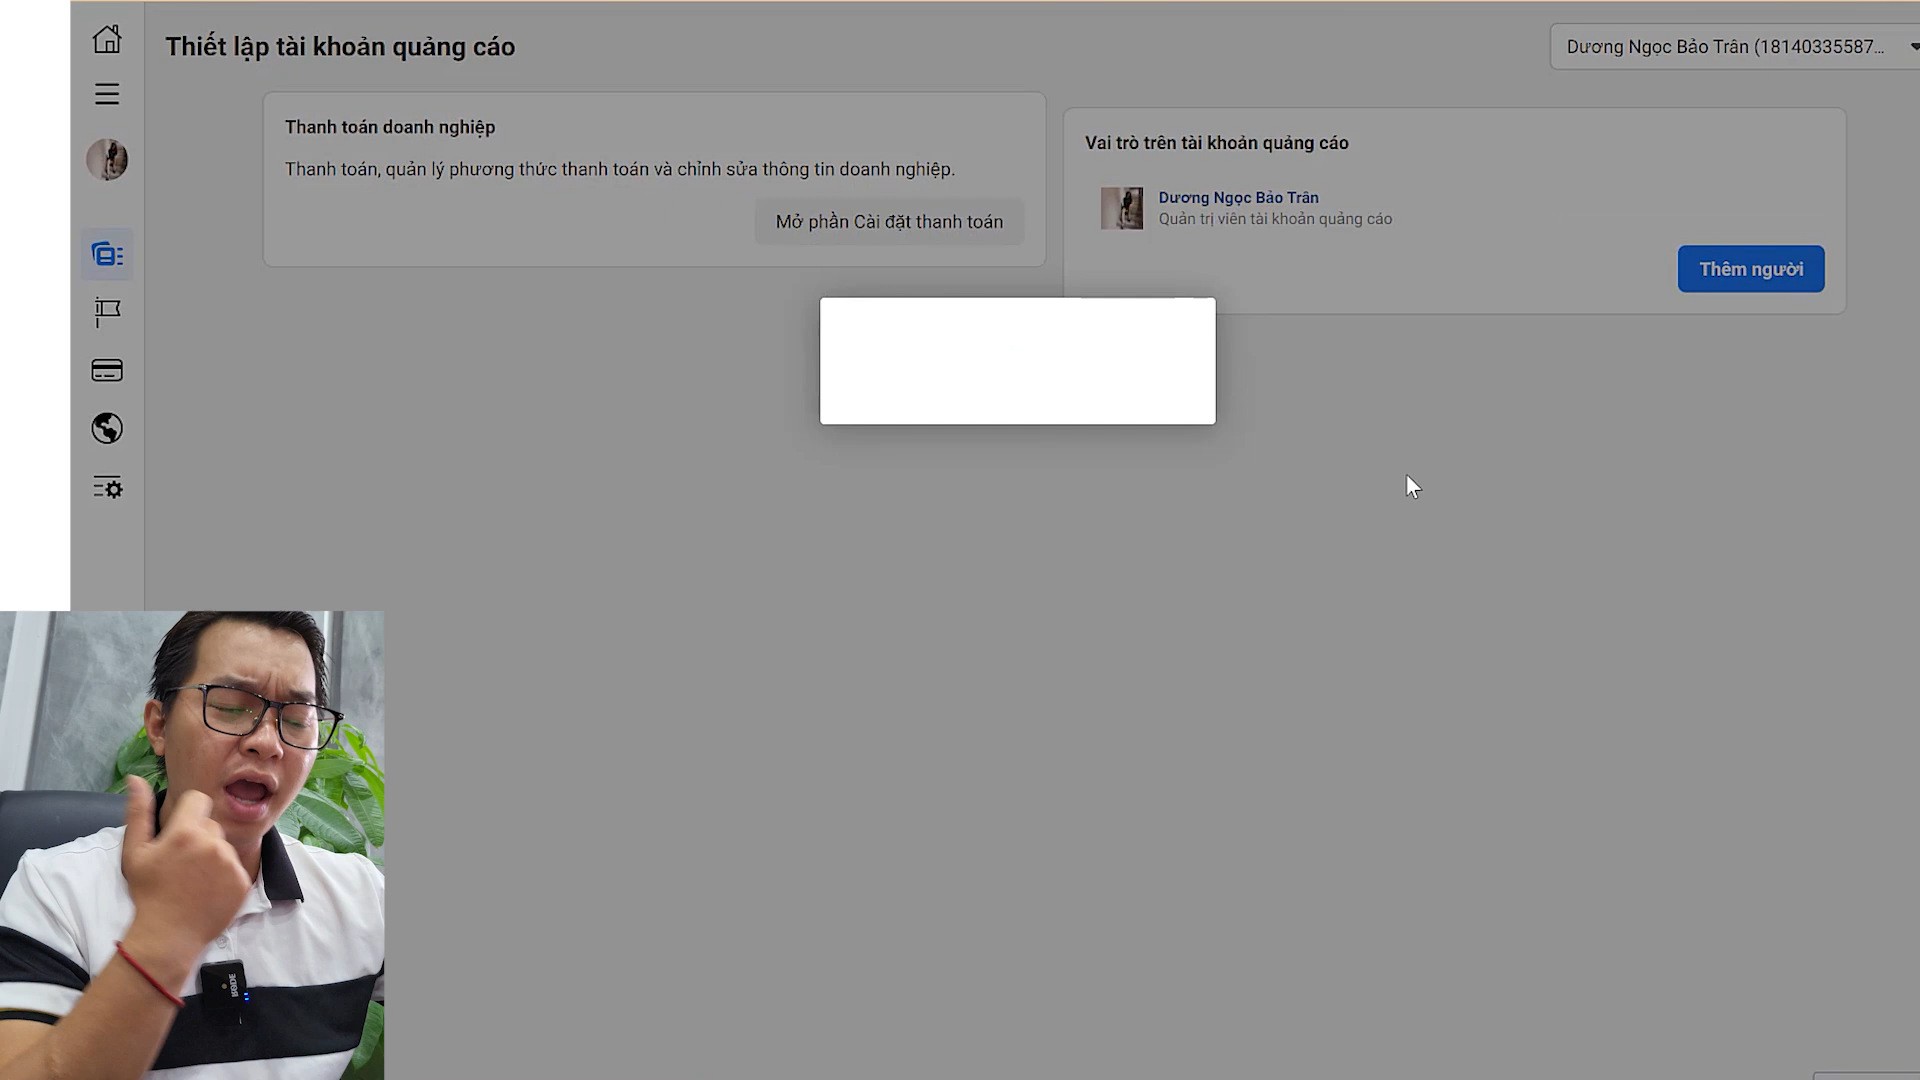 Thiết lập tài khoản quảng cáo
Dương Ngọc Bảo Trân (18140335587...
Thanh toán doanh nghiệp
Thanh toán, quản lý phương thức thanh toán và chỉnh sửa thông tin doanh nghiệp.
Mở phần Cài đặt thanh toán
Vai trò trên tài khoản quảng cáo
Dương Ngọc Bảo Trân
Quản trị viên tài khoản quảng cáo
Thêm người
RØDE